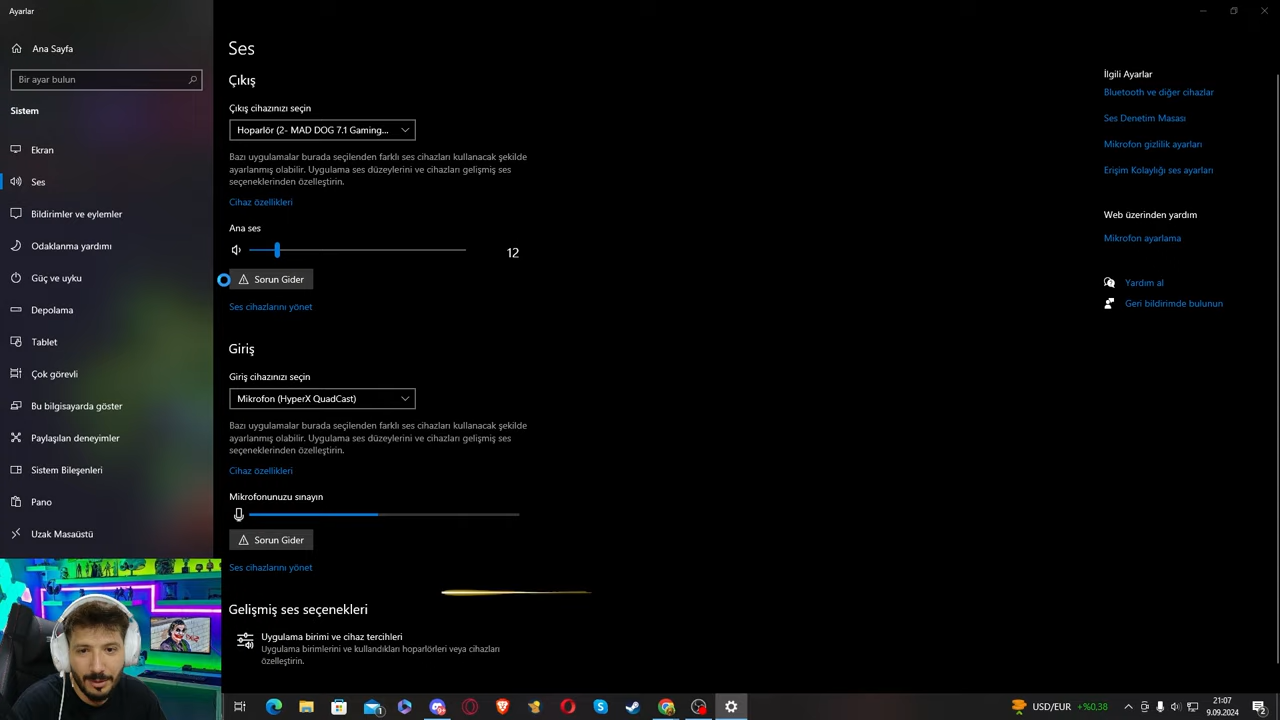 Ayarlar
Ana Sayfa
Bir ayar bulun
Sistem
Ekran
Ses
Bildirimler ve eylemler
Odaklanma yardımı
Güç ve uyku
Depolama
Tablet
Çok görevli
Bu bilgisayarda göster
Paylaşılan deneyimler
Sistem Bileşenleri
Pano
Uzak Masaüstü
Ses
Çıkış
Çıkış cihazınızı seçin
Hoparlör (2- MAD DOG 7.1 Gaming...
Bazı uygulamalar burada seçilenden farklı ses cihazları kullanacak şekilde
ayarlanmış olabilir. Uygulama ses düzeylerini ve cihazları gelişmiş ses
seçeneklerinden özelleştirin.
Cihaz özellikleri
Ana ses
12
Sorun Gider
Ses cihazlarını yönet
Giriş
Giriş cihazınızı seçin
Mikrofon (HyperX QuadCast)
Bazı uygulamalar burada seçilenden farklı ses cihazları kullanacak şekilde
ayarlanmış olabilir. Uygulama ses düzeylerini ve cihazları gelişmiş ses
seçeneklerinden özelleştirin.
Cihaz özellikleri
Mikrofonunuzu sınayın
Sorun Gider
Ses cihazlarını yönet
Gelişmiş ses seçenekleri
Uygulama birimi ve cihaz tercihleri
Uygulama birimlerini ve kullandıkları hoparlörleri veya cihazları
özelleştirin.
İlgili Ayarlar
Bluetooth ve diğer cihazlar
Ses Denetim Masası
Mikrofon gizlilik ayarları
Erişim Kolaylığı ses ayarları
Web üzerinden yardım
Mikrofon ayarlama
Yardım al
Geri bildirimde bulunun
1
USD/EUR +%0,38
21:07
9.09.2024